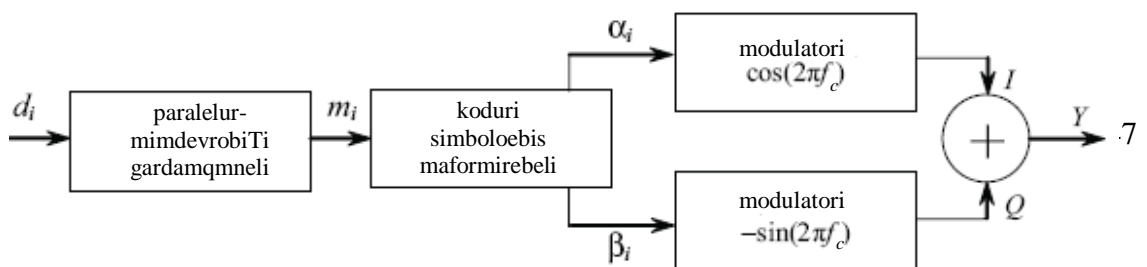 d_i
paralelur-
mimdevrobiTi
gardamqmneli
m_i
koduri
simboloebis
maformirebeli
α_i
modulatori
cos(2πf_c)
I
+
Y
-7
β_i
modulatori
−sin(2πf_c)
Q